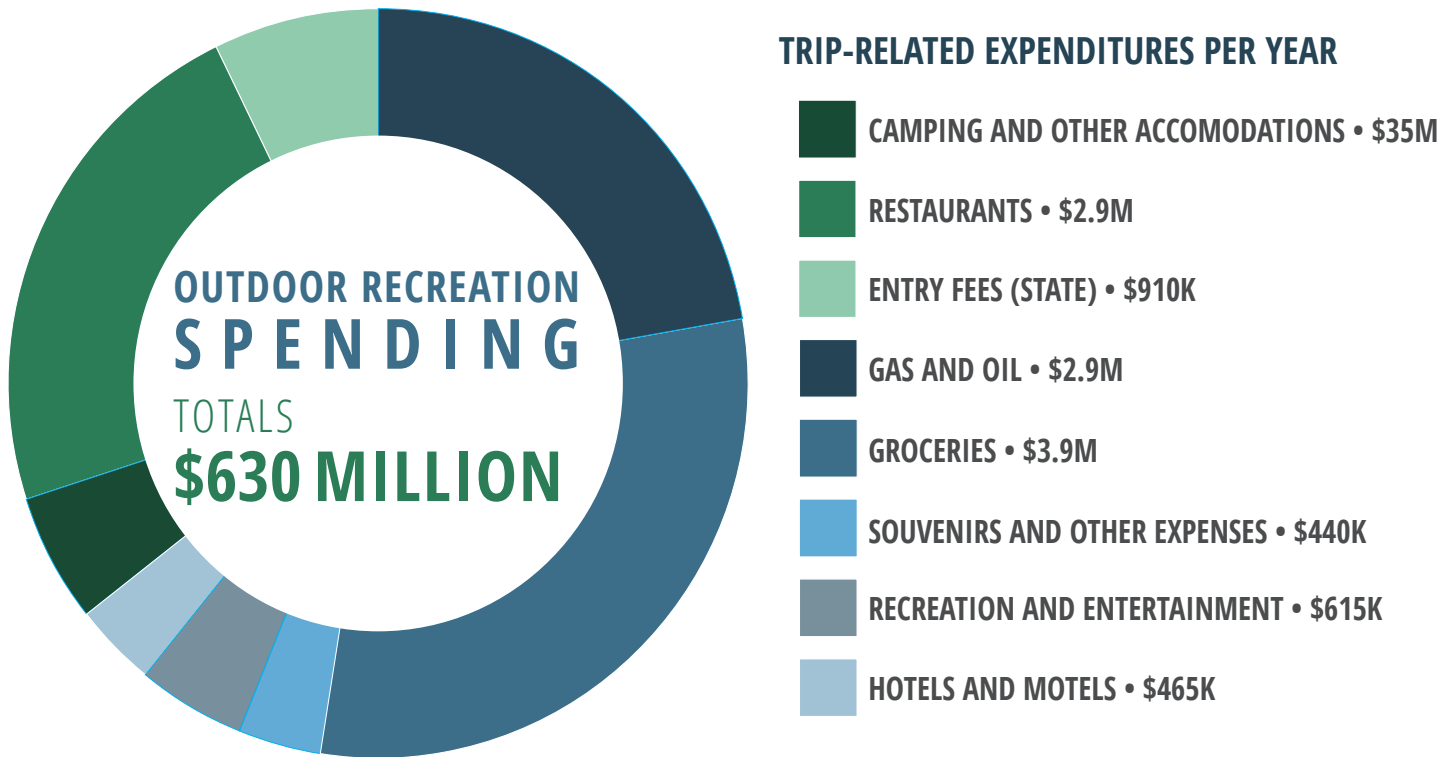 OUTDOOR RECREATION
SPENDING
TOTALS
$630 MILLION
TRIP-RELATED EXPENDITURES PER YEAR
CAMPING AND OTHER ACCOMODATIONS • $35M
RESTAURANTS • $2.9M
ENTRY FEES (STATE) • $910K
GAS AND OIL • $2.9M
GROCERIES • $3.9M
SOUVENIRS AND OTHER EXPENSES • $440K
RECREATION AND ENTERTAINMENT • $615K
HOTELS AND MOTELS • $465K